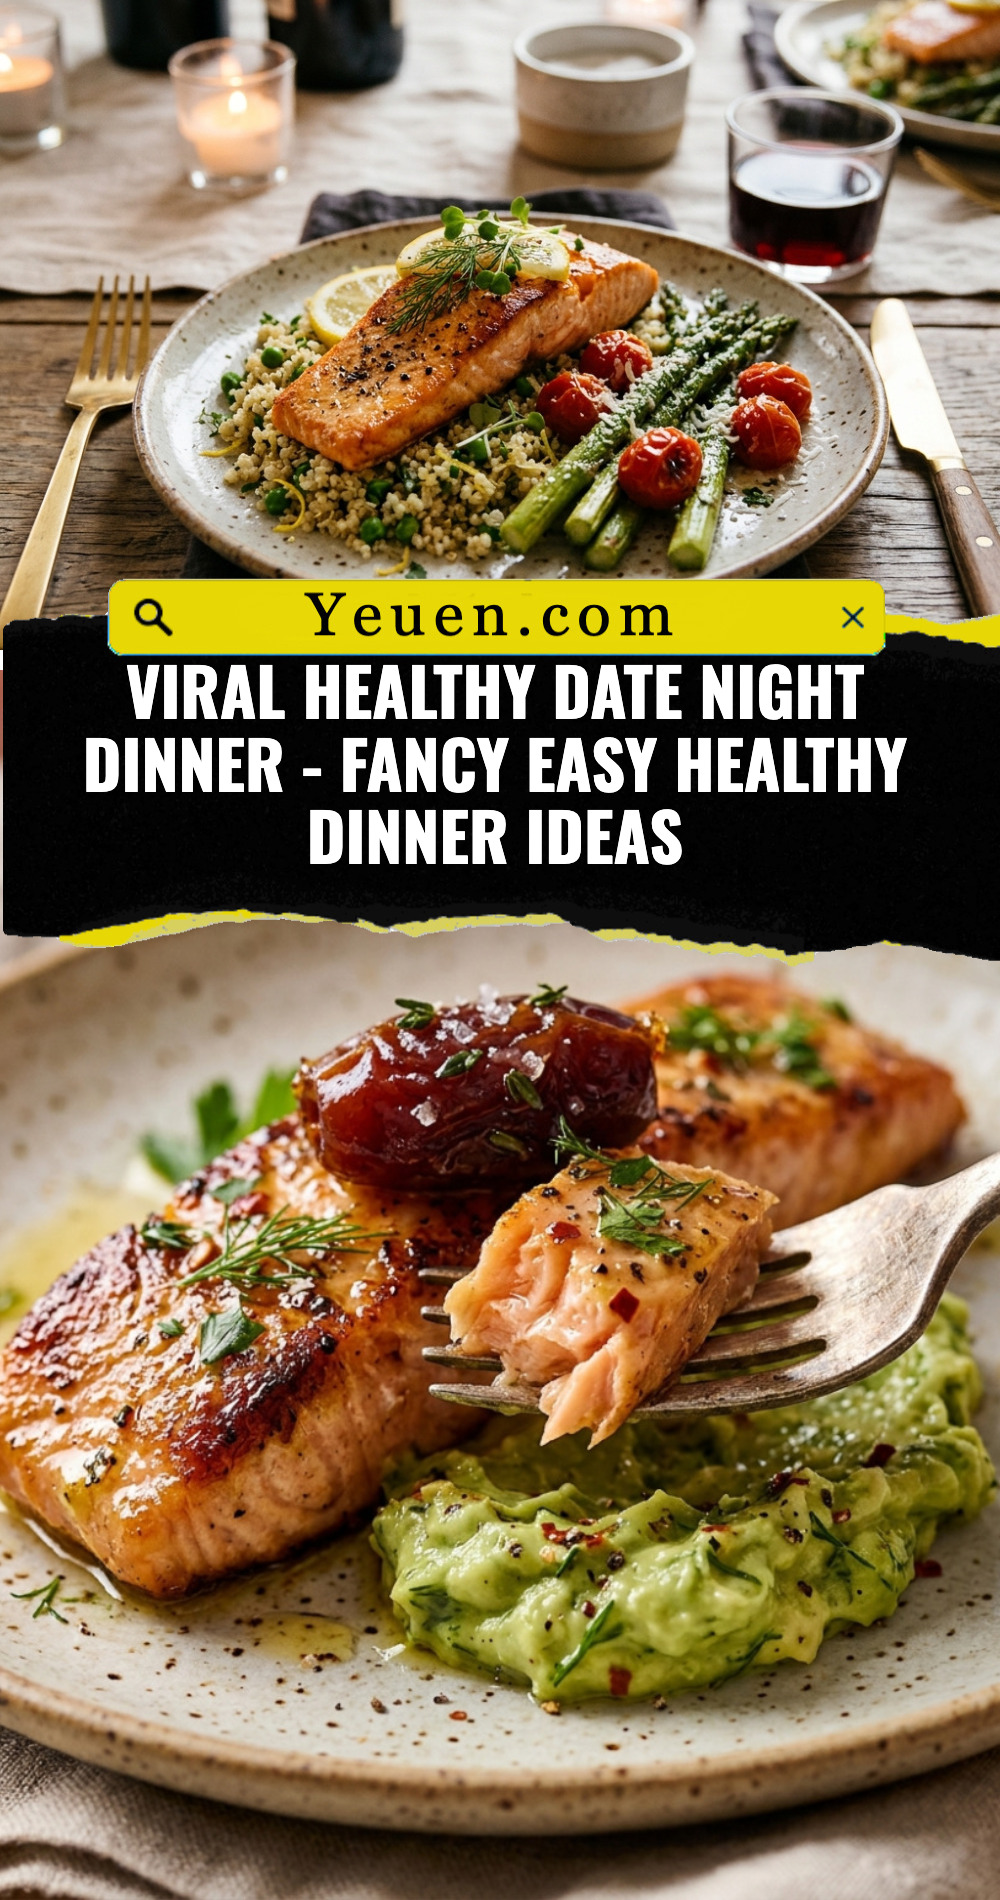 Yeuen.com
VIRAL HEALTHY DATE NIGHT
DINNER - FANCY EASY HEALTHY
DINNER IDEAS